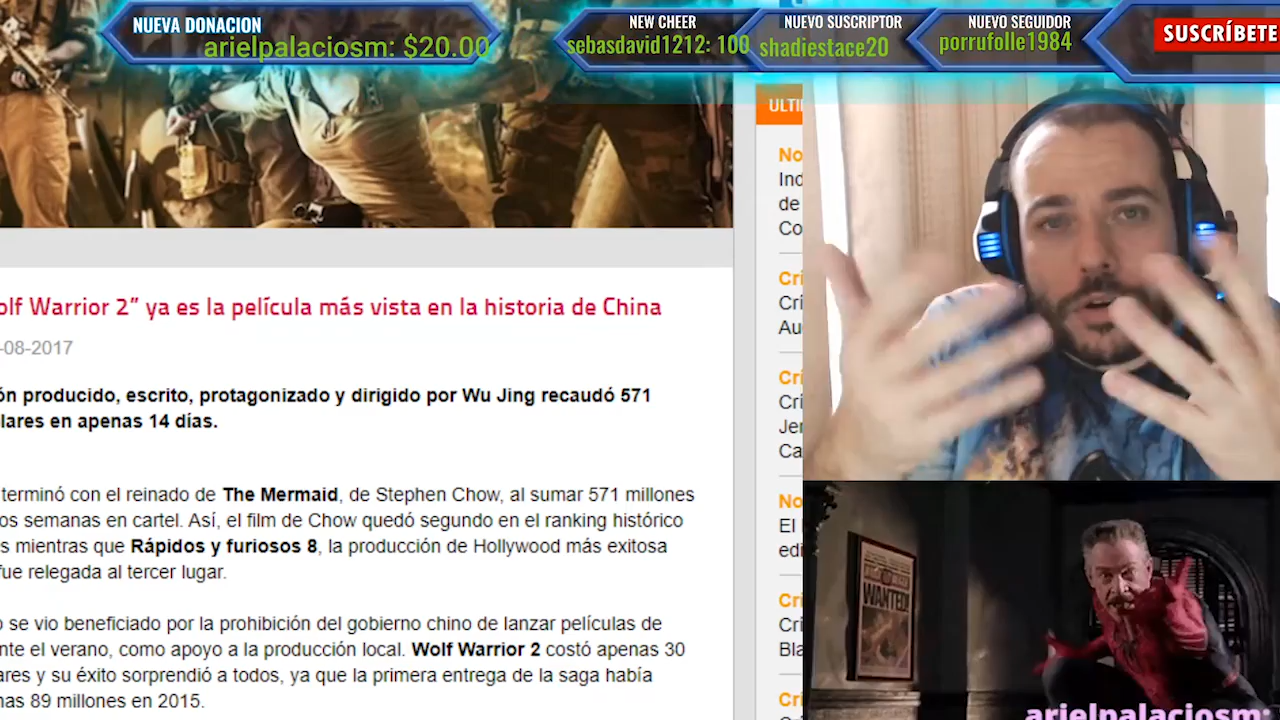 NUEVA DONACION
arielpalaciosm: $20.00
NEW CHEER
sebasdavid1212: 100
NUEVO SUSCRIPTOR
shadiestace20
NUEVO SEGUIDOR
porrufolle1984
SUSCRÍBETE
olf Warrior 2” ya es la película más vista en la historia de China
-08-2017
ón producido, escrito, protagonizado y dirigido por Wu Jing recaudó 571
lares en apenas 14 días.
terminó con el reinado de The Mermaid, de Stephen Chow, al sumar 571 millones
os semanas en cartel. Así, el film de Chow quedó segundo en el ranking histórico
s mientras que Rápidos y furiosos 8, la producción de Hollywood más exitosa
fue relegada al tercer lugar.
o se vio beneficiado por la prohibición del gobierno chino de lanzar películas de
nte el verano, como apoyo a la producción local. Wolf Warrior 2 costó apenas 30
ares y su éxito sorprendió a todos, ya que la primera entrega de la saga había
nas 89 millones en 2015.
ULTI
No
Ind
de
Co
Cri
Cri
Au
Cri
Cri
Jer
Ca
No
El
edi
Cri
Cri
Bla
Cri
WANTED!
arielpalaciosm: